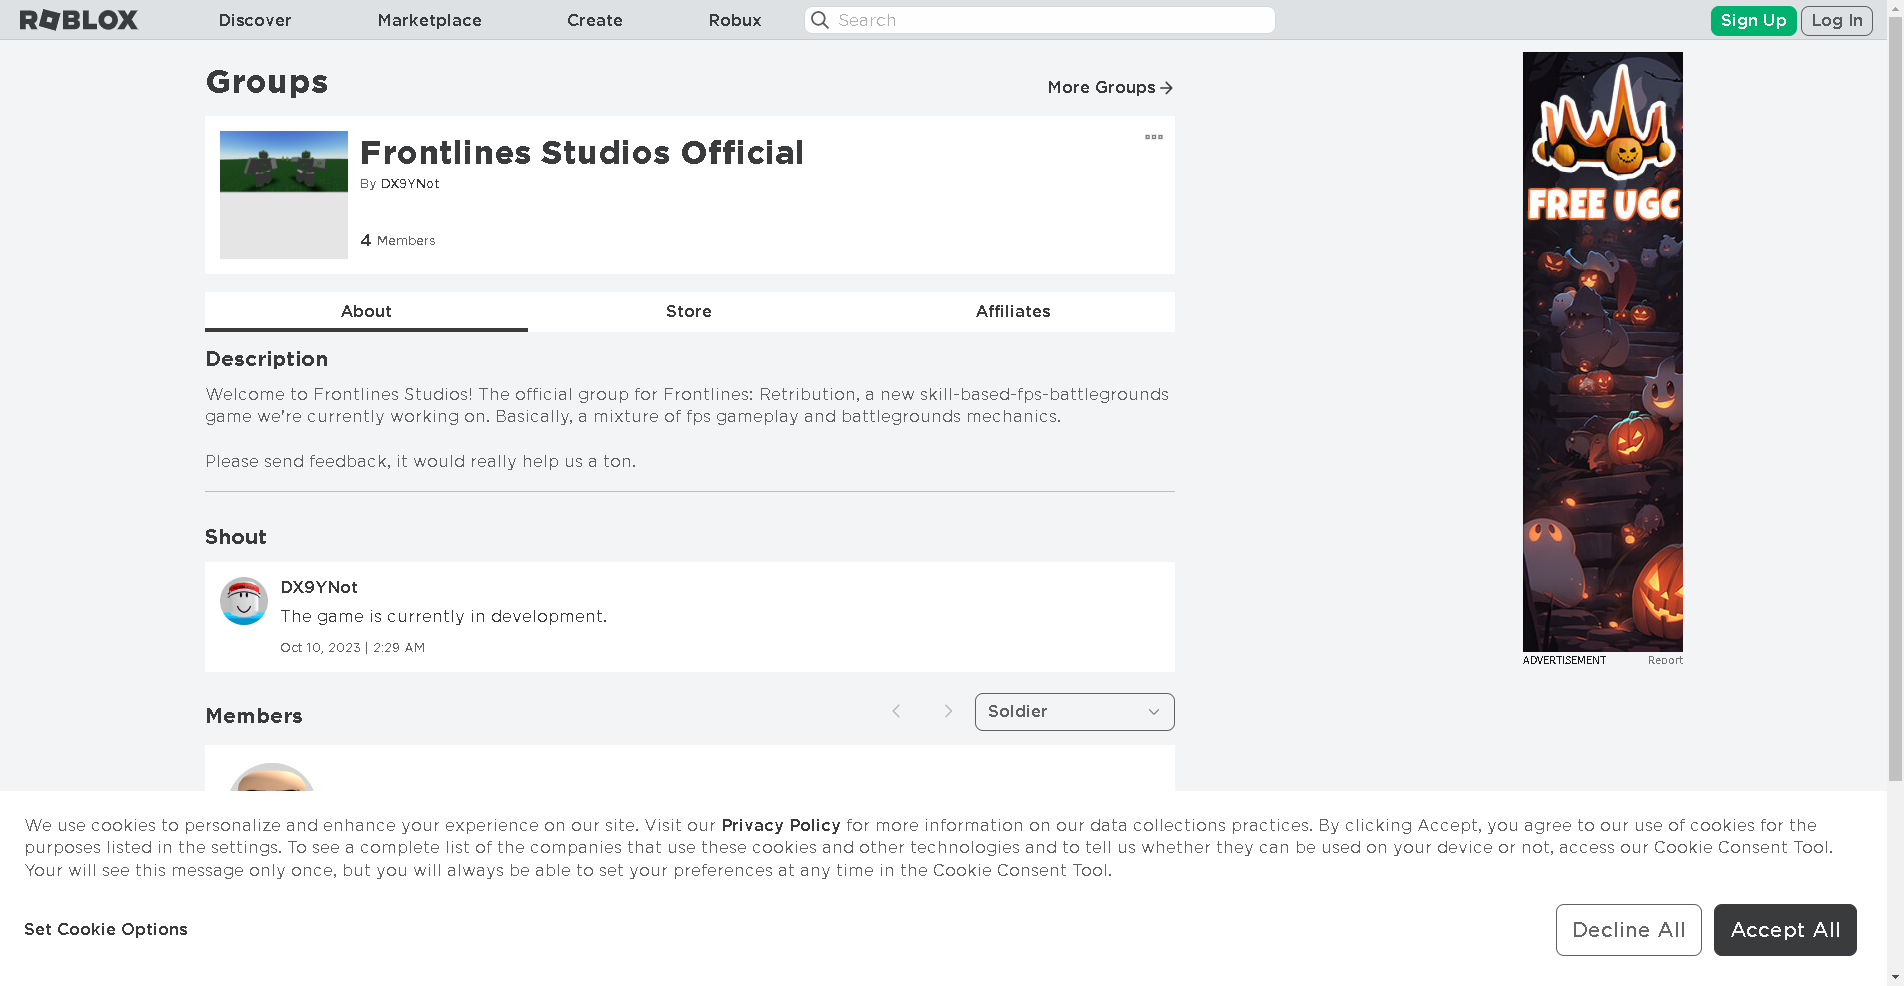 ROBLOX Discover Marketplace Create Robux Search Sign Up Log In
Groups
More Groups
Frontlines Studios Official
By DX9YNot
4 Members
About Store Affiliates
Description
Welcome to Frontlines Studios! The official group for Frontlines: Retribution, a new skill-based-fps-battlegrounds
game we're currently working on. Basically, a mixture of fps gameplay and battlegrounds mechanics.
Please send feedback, it would really help us a ton.
Shout
DX9YNot
The game is currently in development.
Oct 10, 2023 | 2:29 AM
Members
Soldier
FREE UGC
ADVERTISEMENT Report
We use cookies to personalize and enhance your experience on our site. Visit our Privacy Policy for more information on our data collections practices. By clicking Accept, you agree to our use of cookies for the
purposes listed in the settings. To see a complete list of the companies that use these cookies and other technologies and to tell us whether they can be used on your device or not, access our Cookie Consent Tool.
Your will see this message only once, but you will always be able to set your preferences at any time in the Cookie Consent Tool.
Set Cookie Options
Decline All
Accept All